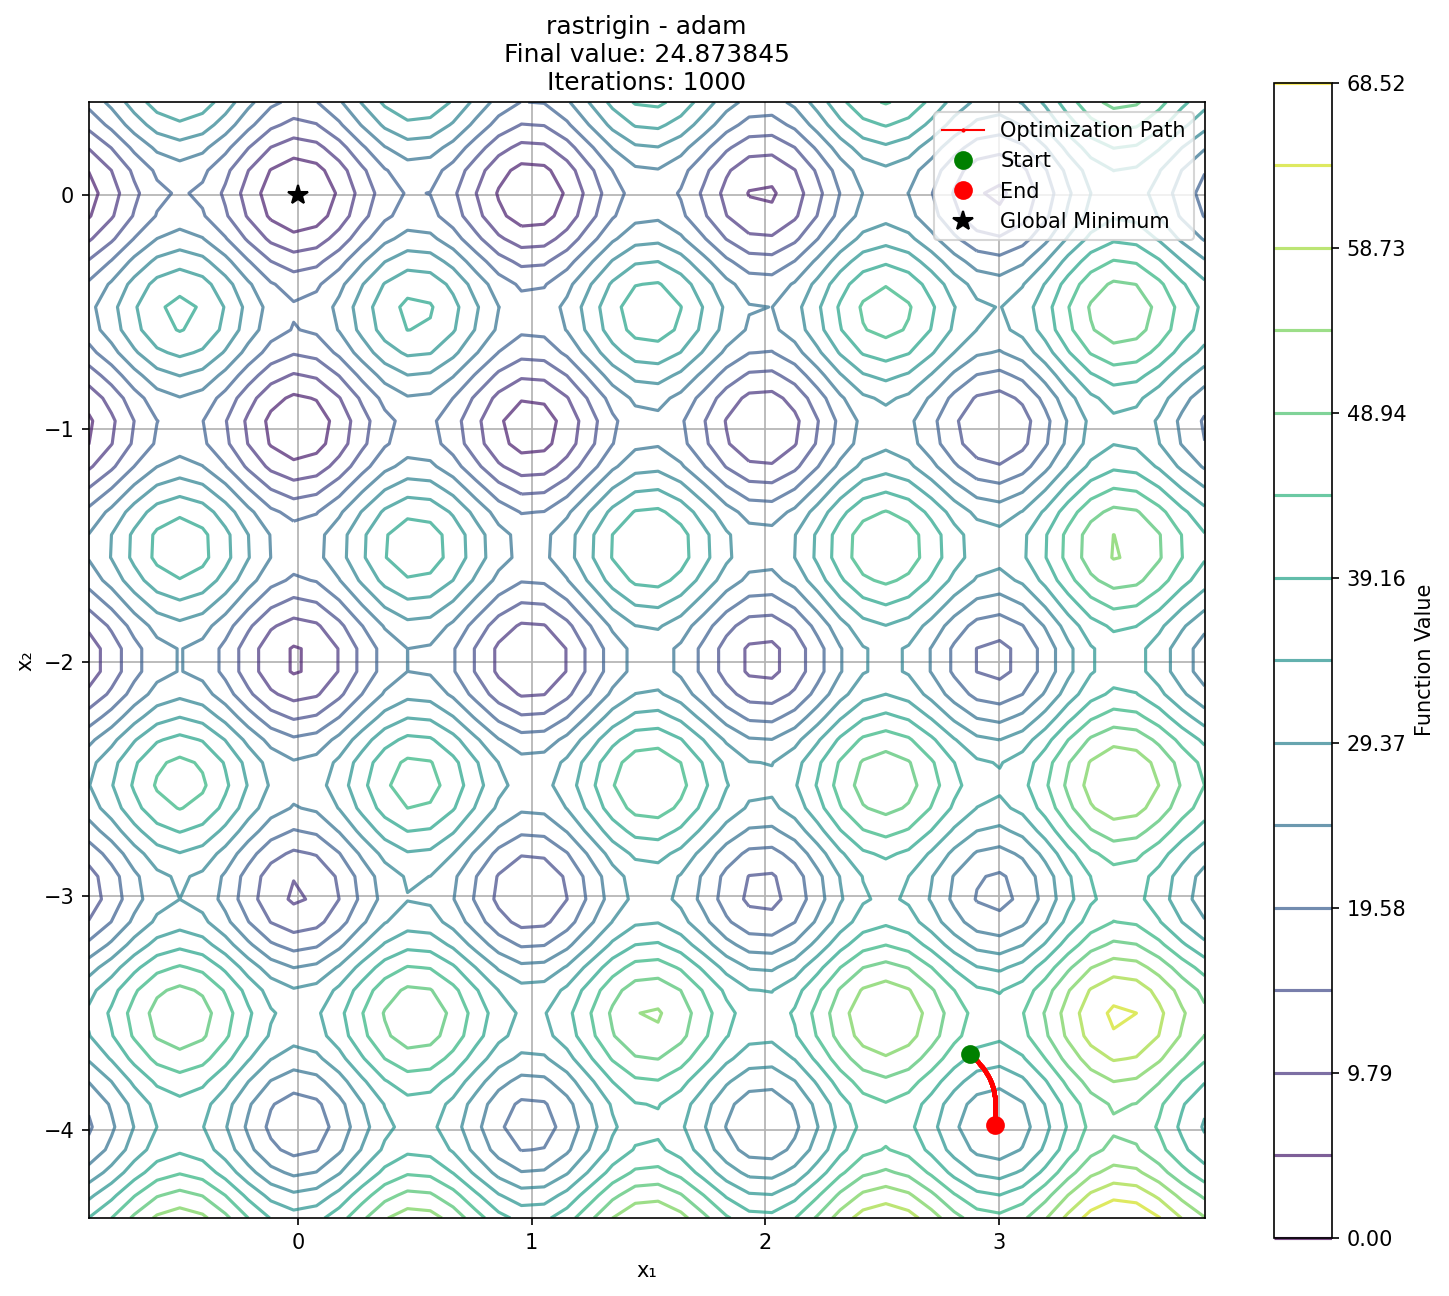 rastrigin - adam
Final value: 24.873845
Iterations: 1000
Optimization Path
Start
End
Global Minimum
0
−1
−2
−3
−4
x₂
0
1
2
3
x₁
68.52
58.73
48.94
39.16
29.37
19.58
9.79
0.00
Function Value